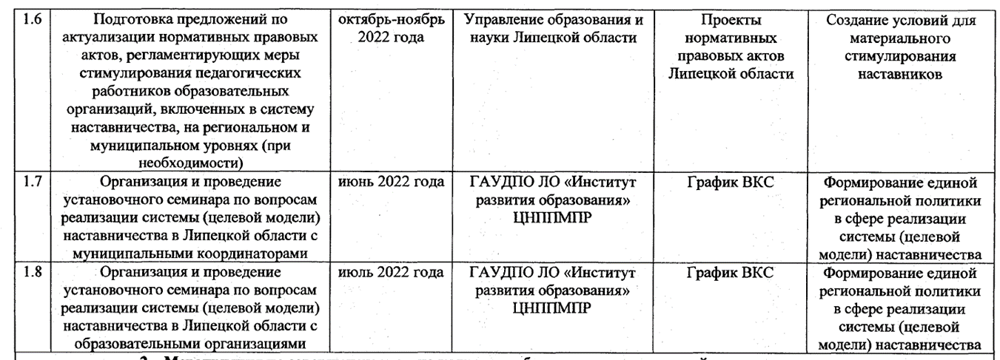 1.6
Подготовка предложений по
актуализации нормативных правовых
актов, регламентирующих меры
стимулирования педагогических
работников образовательных
организаций, включенных в систему
наставничества, на региональном и
муниципальном уровнях (при
необходимости)
октябрь-ноябрь
2022 года
Управление образования и
науки Липецкой области
Проекты
нормативных
правовых актов
Липецкой области
Создание условий для
материального
стимулирования
наставников
1.7
Организация и проведение
установочного семинара по вопросам
реализации системы (целевой модели)
наставничества в Липецкой области с
муниципальными координаторами
июнь 2022 года
ГАУДПО ЛО «Институт
развития образования»
ЦНППМПР
График ВКС
Формирование единой
региональной политики
в сфере реализации
системы (целевой
модели) наставничества
1.8
Организация и проведение
установочного семинара по вопросам
реализации системы (целевой модели)
наставничества в Липецкой области с
образовательными организациями
июль 2022 года
ГАУДПО ЛО «Институт
развития образования»
ЦНППМПР
График ВКС
Формирование единой
региональной политики
в сфере реализации
системы (целевой
модели) наставничества